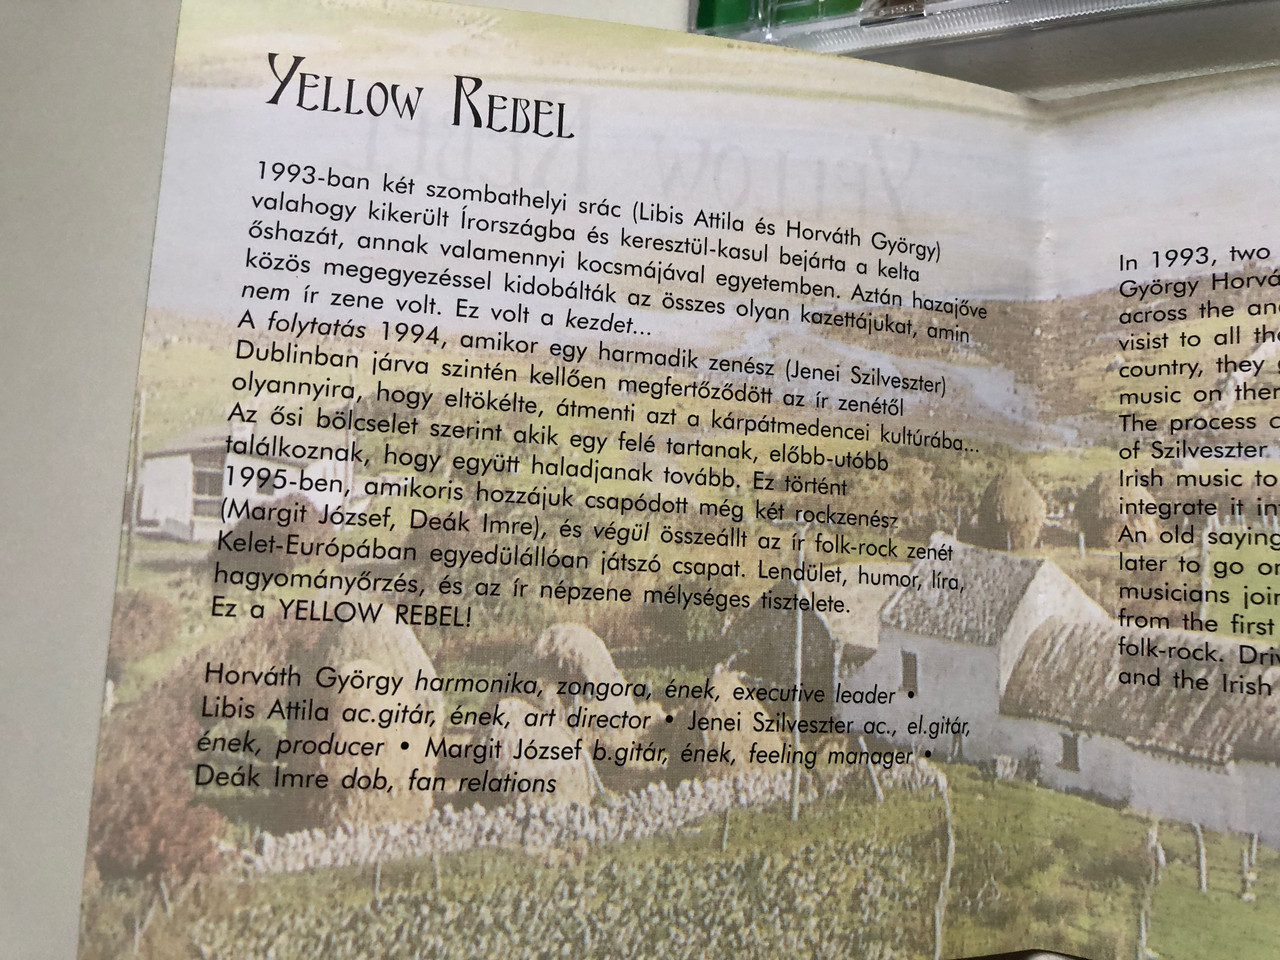 YELLOW REBEL
1993-ban két szombathelyi srác (Libis Attila és Horváth György)
valahogy kikerült Írországba és keresztül-kasul bejárta a kelta
őshazát, annak valamennyi kocsmájával egyetemben. Aztán hazajőve
közös megegyezéssel kidobálták az összes olyan kazettájukat, amin
nem ír zene volt. Ez volt a kezdet...
A folytatás 1994, amikor egy harmadik zenész (Jenei Szilveszter)
Dublinban járva szintén kellően megfertőződött az ír zenétől
olyannyira, hogy eltökélte, átmenti azt a kárpátmedencei kultúrába...
Az ősi bölcselet szerint akik egy felé tartanak, előbb-utóbb
találkoznak, hogy együtt haladjanak tovább. Ez történt
1995-ben, amikoris hozzájuk csapódott még két rockzenész
(Margit József, Deák Imre), és végül összeállt az ír folk-rock zenét
Kelet-Európában egyedülállóan játszó csapat. Lendület, humor, líra,
hagyományőrzés, és az ír népzene mélységes tisztelete.
Ez a YELLOW REBEL!
Horváth György harmonika, zongora, ének, executive leader •
Libis Attila ac.gitár, ének, art director • Jenei Szilveszter ac., el.gitár,
ének, producer • Margit József b.gitár, ének, feeling manager •
Deák Imre dob, fan relations
In 1993, two
György Horvá
across the an
visist to all the
country, they
music on ther
The process
of Szilveszter
Irish music to
integrate it in
An old saying
later to go or
musicians join
from the first
folk-rock. Driv
and the Irish